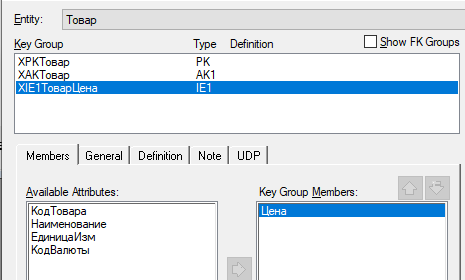 Entity: Товар
Key Group Type Definition Show FK Groups
XPKТовар PK
XAKТовар AK1
XIE1ТоварЦена IE1
Members General Definition Note UDP
Available Attributes: Key Group Members:
КодТовара Цена
Наименование
ЕдиницаИзм
КодВалюты